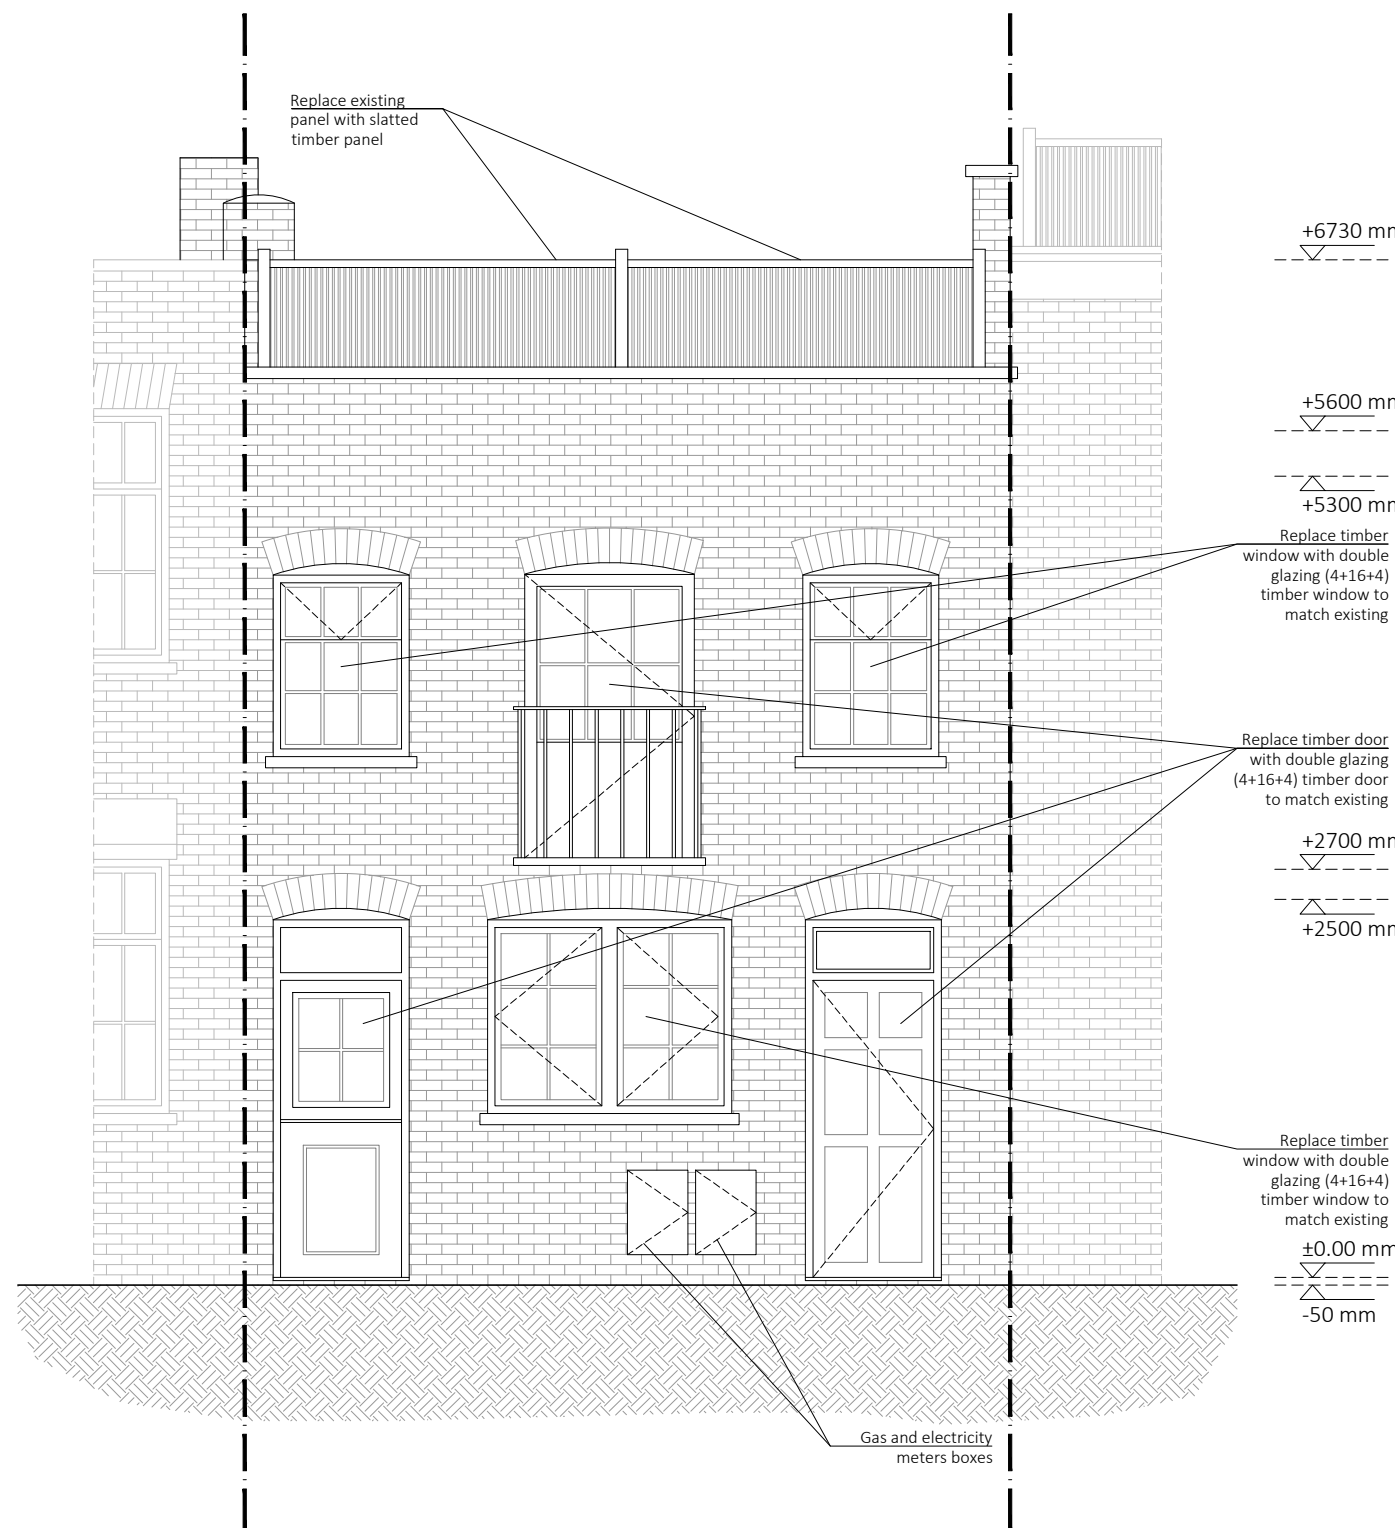 Replace existing
panel with slatted
timber panel
+6730 mm
+5600 mm
+5300 mm
Replace timber
window with double
glazing (4+16+4)
timber window to
match existing
Replace timber door
with double glazing
(4+16+4) timber door
to match existing
+2700 mm
+2500 mm
Replace timber
window with double
glazing (4+16+4)
timber window to
match existing
±0.00 mm
-50 mm
Gas and electricity
meters boxes